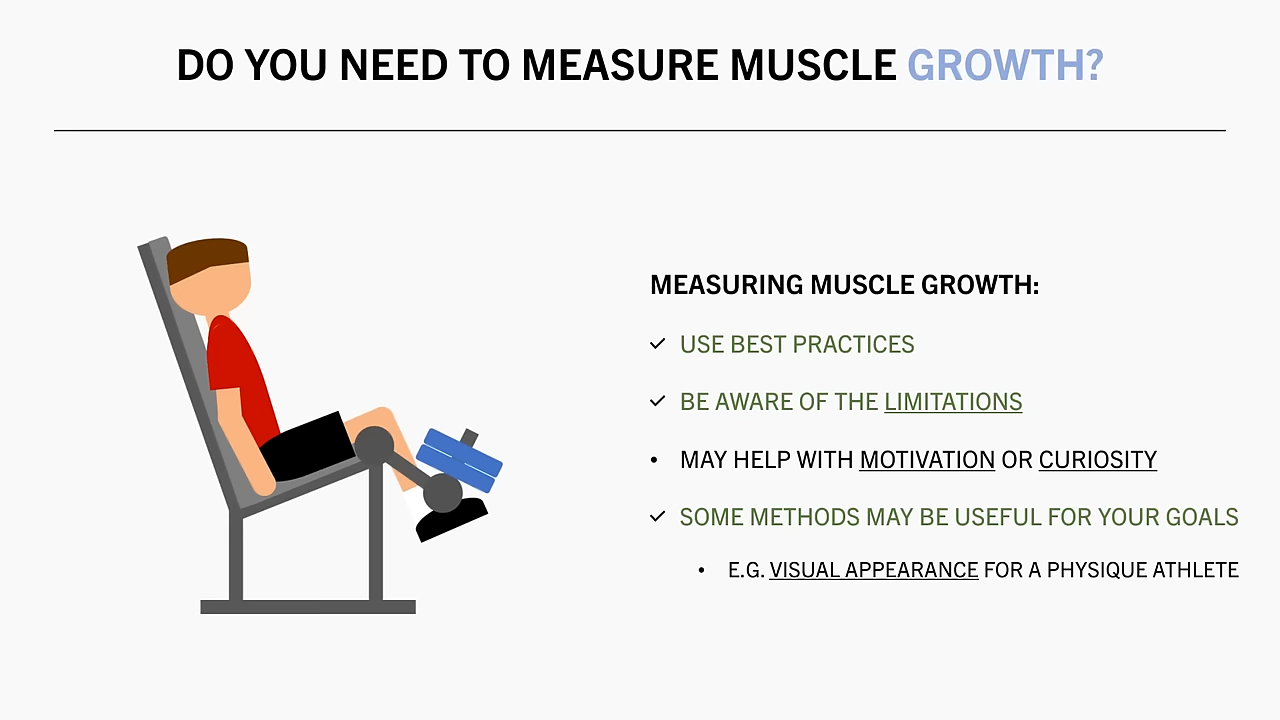 DO YOU NEED TO MEASURE MUSCLE GROWTH?
MEASURING MUSCLE GROWTH:
✓ USE BEST PRACTICES
✓ BE AWARE OF THE LIMITATIONS
• MAY HELP WITH MOTIVATION OR CURIOSITY
✓ SOME METHODS MAY BE USEFUL FOR YOUR GOALS
• E.G. VISUAL APPEARANCE FOR A PHYSIQUE ATHLETE